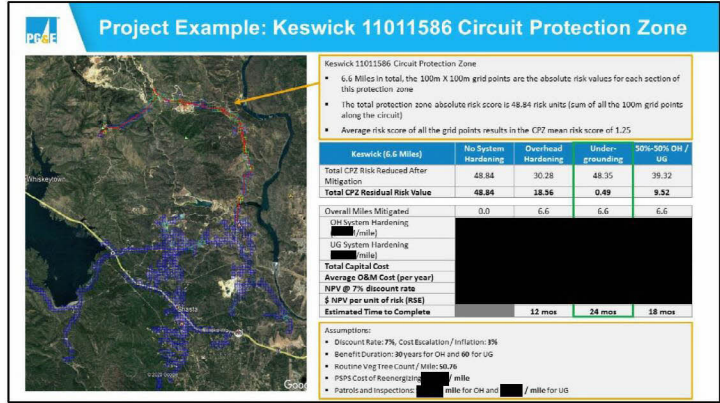 PG&E
Project Example: Keswick 11011586 Circuit Protection Zone
Keswick 11011586 Circuit Protection Zone
▪ 6.6 Miles in total, the 100m X 100m grid points are the absolute risk values for each section of
this protection zone
▪ The total protection zone absolute risk score is 48.84 risk units (sum of all the 100m grid points
along the circuit)
▪ Average risk score of all the grid points results in the CPZ mean risk score of 1.25
Keswick (6.6 Miles) No System Hardening Overhead Hardening Under-grounding 50%-50% OH / UG
Total CPZ Risk Reduced After Mitigation 48.84 30.28 48.35 39.32
Total CPZ Residual Risk Value 48.84 18.56 0.49 9.52
Overall Miles Mitigated 0.0 6.6 6.6 6.6
OH System Hardening
/mile)
UG System Hardening
/mile)
Total Capital Cost
Average O&M Cost (per year)
NPV @ 7% discount rate
$ NPV per unit of risk (RSE)
Estimated Time to Complete 12 mos 24 mos 18 mos
Assumptions:
▪ Discount Rate: 7%, Cost Escalation / Inflation: 3%
▪ Benefit Duration: 30 years for OH and 60 for UG
▪ Routine Veg Tree Count / Mile: 50.76
▪ PSPS Cost of Reenergizing / mile
▪ Patrols and Inspections: mile for OH and / mile for UG
Whiskeytown
Shasta
Goo